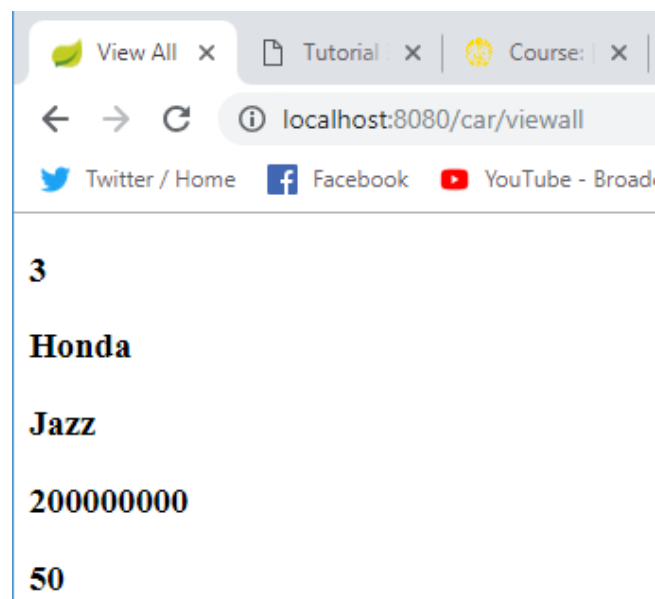 View All
Tutorial
Course:
localhost:8080/car/viewall
Twitter / Home Facebook YouTube - Broad
3
Honda
Jazz
200000000
50